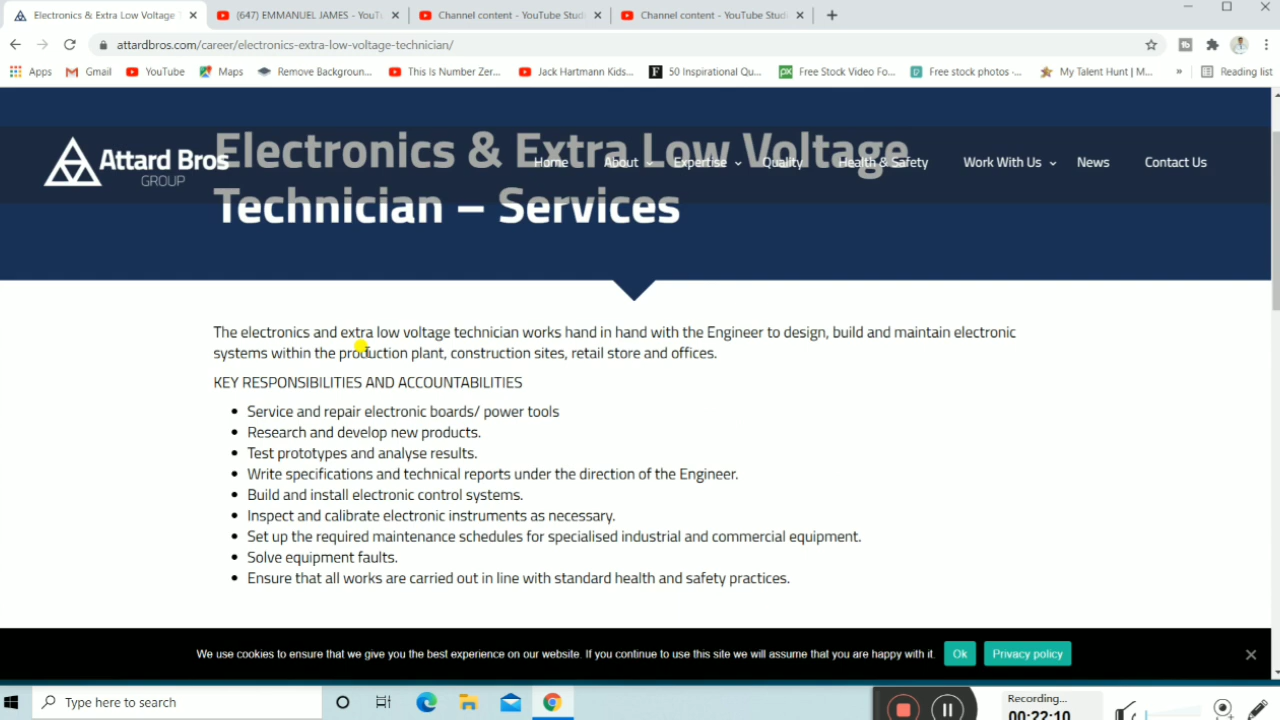 Electronics & Extra Low Voltage
(647) EMMANUEL JAMES - YouT
Channel content - YouTube Studi
Channel content - YouTube Studi
attardbros.com/career/electronics-extra-low-voltage-technician/
Apps
Gmail
YouTube
Maps
Remove Backgroun...
This Is Number Zer...
Jack Hartmann Kids...
50 Inspirational Qu...
Free Stock Video Fo...
Free stock photos -...
My Talent Hunt | M...
»
Reading list
Electronics & Extra Low Voltage
Technician – Services
Attard Bros
GROUP
Home
About
Expertise
Quality
Health & Safety
Work With Us
News
Contact Us
The electronics and extra low voltage technician works hand in hand with the Engineer to design, build and maintain electronic
systems within the production plant, construction sites, retail store and offices.
KEY RESPONSIBILITIES AND ACCOUNTABILITIES
• Service and repair electronic boards/ power tools
• Research and develop new products.
• Test prototypes and analyse results.
• Write specifications and technical reports under the direction of the Engineer.
• Build and install electronic control systems.
• Inspect and calibrate electronic instruments as necessary.
• Set up the required maintenance schedules for specialised industrial and commercial equipment.
• Solve equipment faults.
• Ensure that all works are carried out in line with standard health and safety practices.
We use cookies to ensure that we give you the best experience on our website. If you continue to use this site we will assume that you are happy with it.
Ok
Privacy policy
Type here to search
Recording...
00:22:10